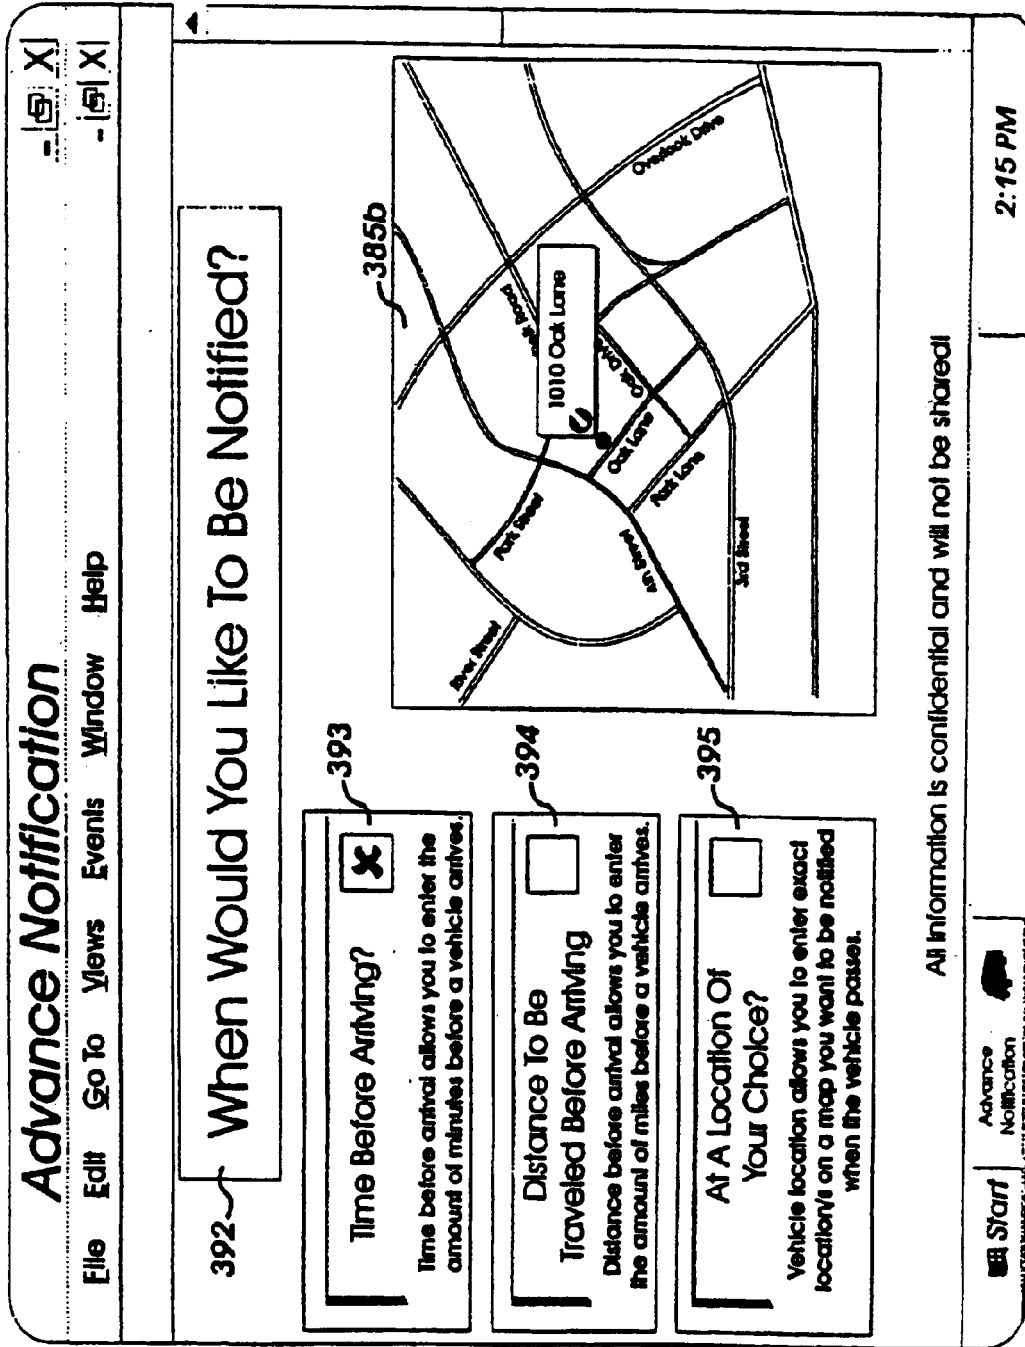 Advance Notification
File Edit Go To Views Events Window Help
392
When Would You Like To Be Notified?
393
Time Before Arriving?
Time before arrival allows you to enter the
amount of minutes before a vehicle arrives.
394
Distance To Be
Traveled Before Arriving
Distance before arrival allows you to enter
the amount of miles before a vehicle arrives.
395
At A Location Of
Your Choice?
Vehicle location allows you to enter exact
location/s on a map you want to be notified
when the vehicle passes.
385b
River Street
Park Street
Road
1010 Oak Lane
Oak Drive
Oak Lane
Park Lane
4th Street
3rd Street
Overlook Drive
All information is confidential and will not be shared!
Start
Advance
Notification
2:15 PM